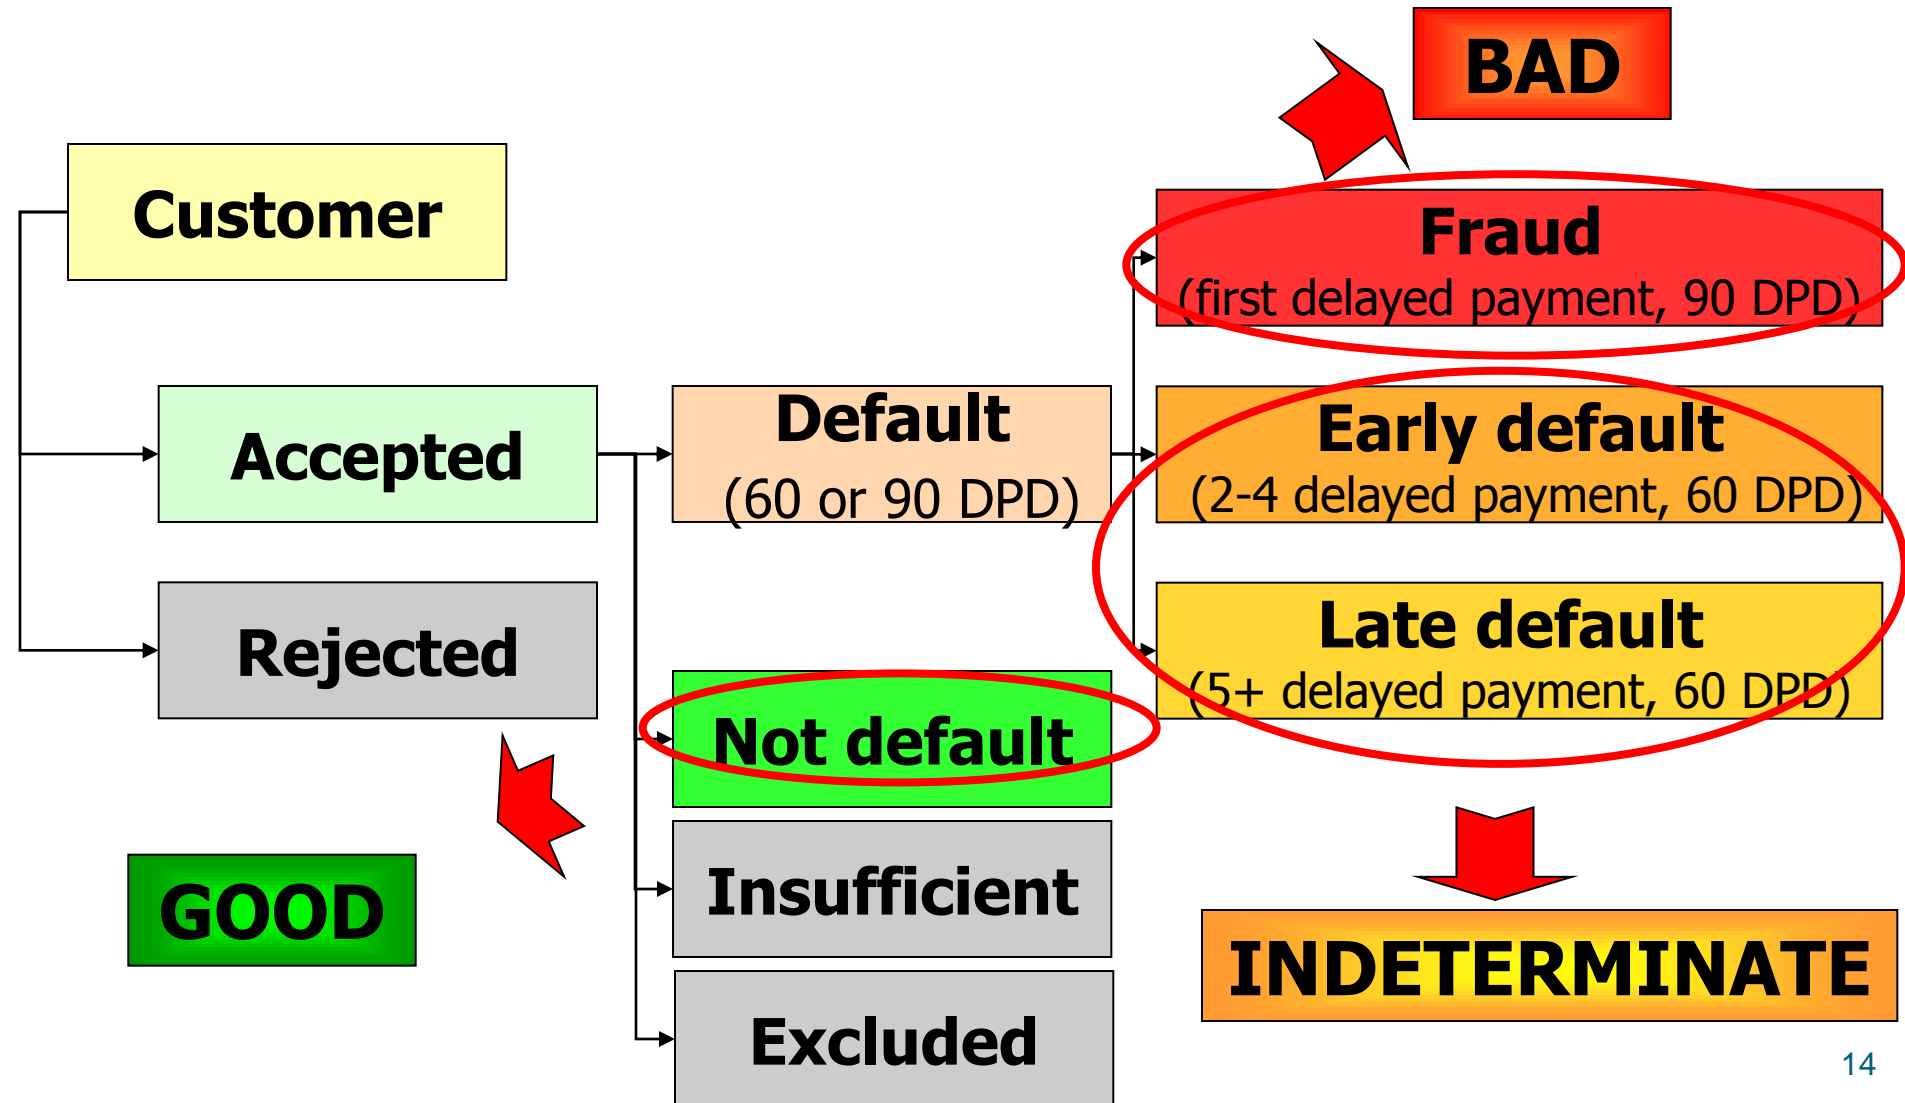 BAD
Customer
Fraud
(first delayed payment, 90 DPD)
Accepted
Default
(60 or 90 DPD)
Early default
(2-4 delayed payment, 60 DPD)
Rejected
Late default
(5+ delayed payment, 60 DPD)
Not default
GOOD
Insufficient
INDETERMINATE
Excluded
14